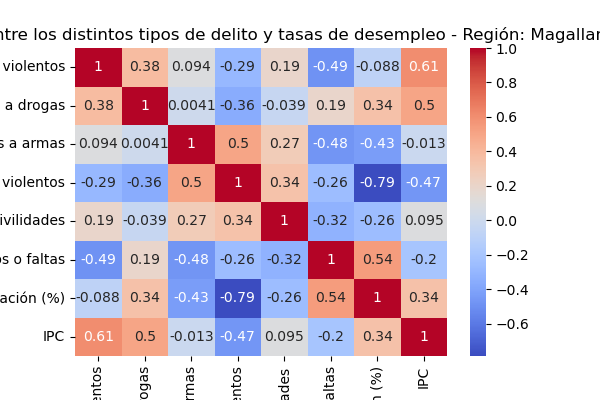 ntre los distintos tipos de delito y tasas de desempleo - Región: Magallan
violentos 1 0.38 0.094 -0.29 0.19 -0.49 -0.088 0.61
a drogas 0.38 1 0.0041 -0.36 -0.039 0.19 0.34 0.5
s a armas 0.094 0.0041 1 0.5 0.27 -0.48 -0.43 -0.013
violentos -0.29 -0.36 0.5 1 0.34 -0.26 -0.79 -0.47
ivilidades 0.19 -0.039 0.27 0.34 1 -0.32 -0.26 0.095
os o faltas -0.49 0.19 -0.48 -0.26 -0.32 1 0.54 -0.2
ación (%) -0.088 0.34 -0.43 -0.79 -0.26 0.54 1 0.34
IPC 0.61 0.5 -0.013 -0.47 0.095 -0.2 0.34 1
entos
rogas
rmas
entos
ades
altas
n (%)
IPC
1.0
0.8
0.6
0.4
0.2
0.0
−0.2
−0.4
−0.6